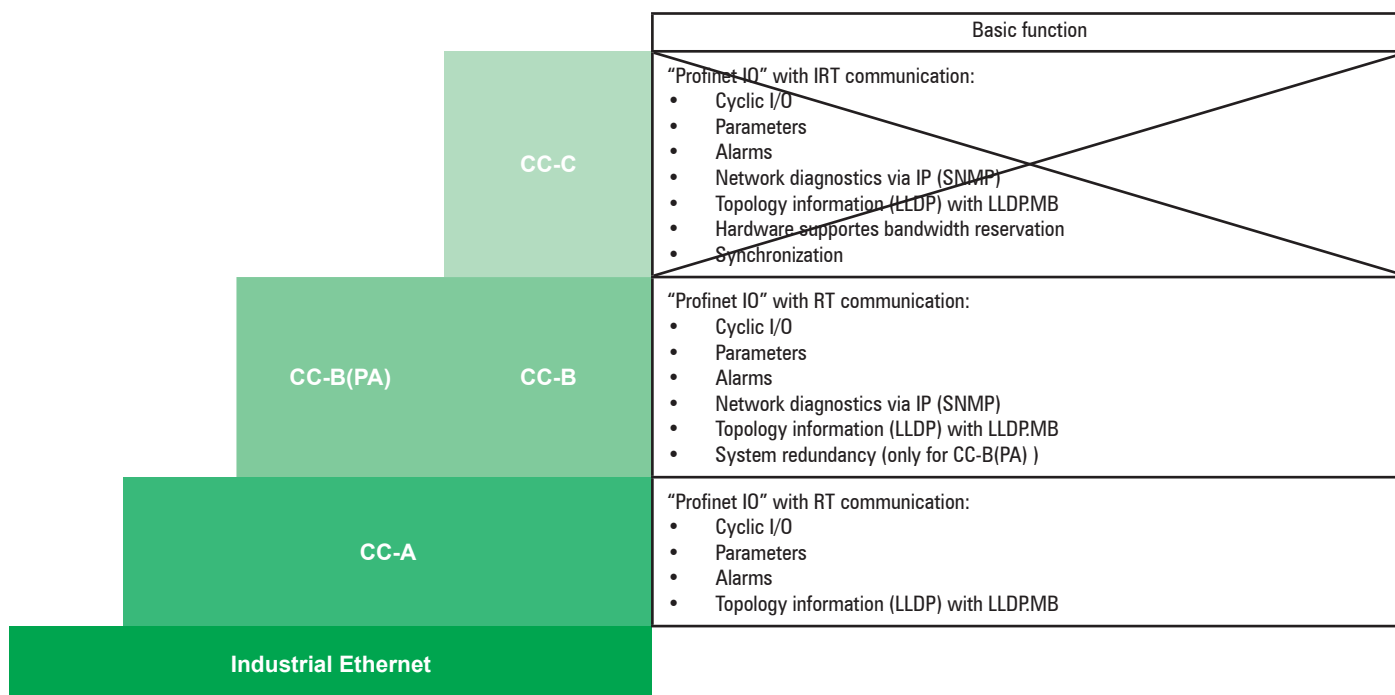 Basic function
“Profinet IO” with IRT communication:
• Cyclic I/O
• Parameters
• Alarms
• Network diagnostics via IP (SNMP)
• Topology information (LLDP) with LLDP.MB
• Hardware supportes bandwidth reservation
• Synchronization
CC-C
“Profinet IO” with RT communication:
• Cyclic I/O
• Parameters
• Alarms
• Network diagnostics via IP (SNMP)
• Topology information (LLDP) with LLDP.MB
• System redundancy (only for CC-B(PA) )
CC-B(PA)
CC-B
“Profinet IO” with RT communication:
• Cyclic I/O
• Parameters
• Alarms
• Topology information (LLDP) with LLDP.MB
CC-A
Industrial Ethernet